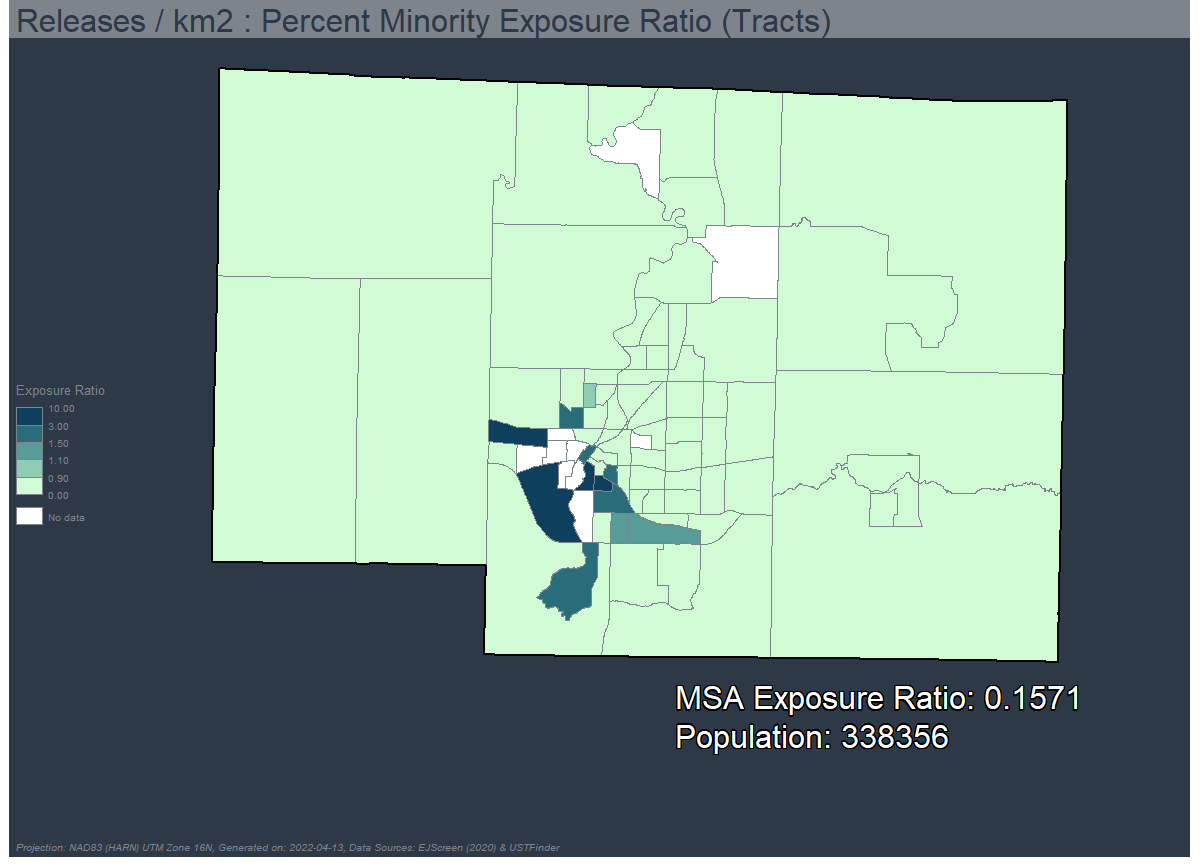 Releases / km2 : Percent Minority Exposure Ratio (Tracts)
Exposure Ratio
10.00
3.00
1.50
1.10
0.90
0.00
No data
MSA Exposure Ratio: 0.1571
Population: 338356
Projection: NAD83 (HARN) UTM Zone 16N, Generated on: 2022-04-13, Data Sources: EJScreen (2020) & USTFinder